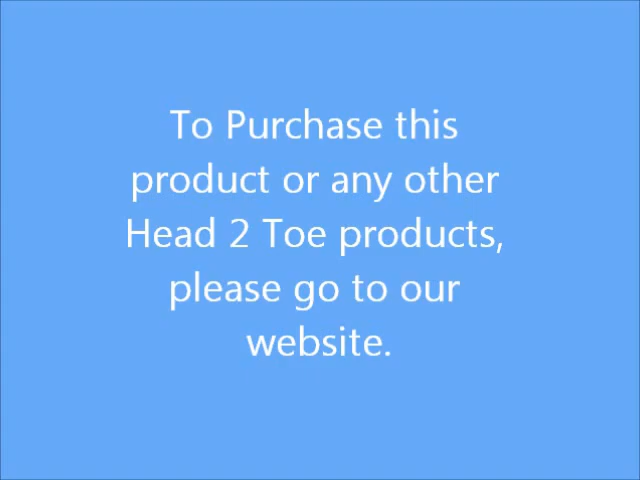 To Purchase this
product or any other
Head 2 Toe products,
please go to our
website.